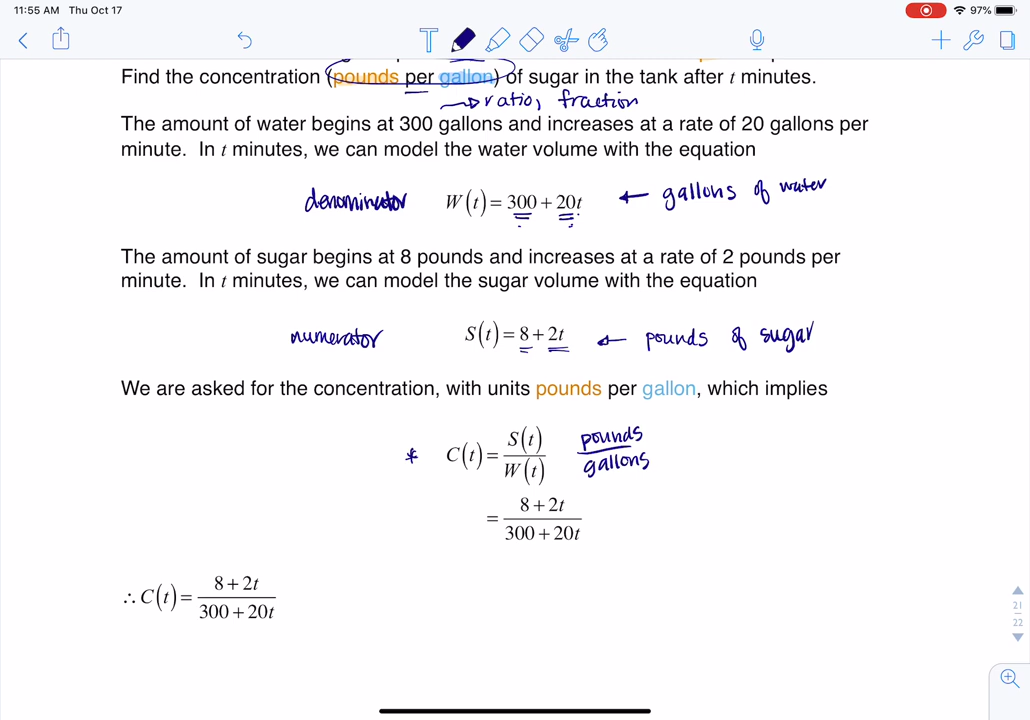 11:55 AM Thu Oct 17
97%
T
Find the concentration (pounds per gallon) of sugar in the tank after t minutes.
ratio, fraction
The amount of water begins at 300 gallons and increases at a rate of 20 gallons per
minute. In t minutes, we can model the water volume with the equation
denominator W(t) = 300 + 20t ← gallons of water
The amount of sugar begins at 8 pounds and increases at a rate of 2 pounds per
minute. In t minutes, we can model the sugar volume with the equation
numerator S(t) = 8 + 2t ← pounds of sugar
We are asked for the concentration, with units pounds per gallon, which implies
* C(t) = S(t)/W(t) pounds/gallons
= (8 + 2t)/(300 + 20t)
∴ C(t) = (8 + 2t)/(300 + 20t)
21
22